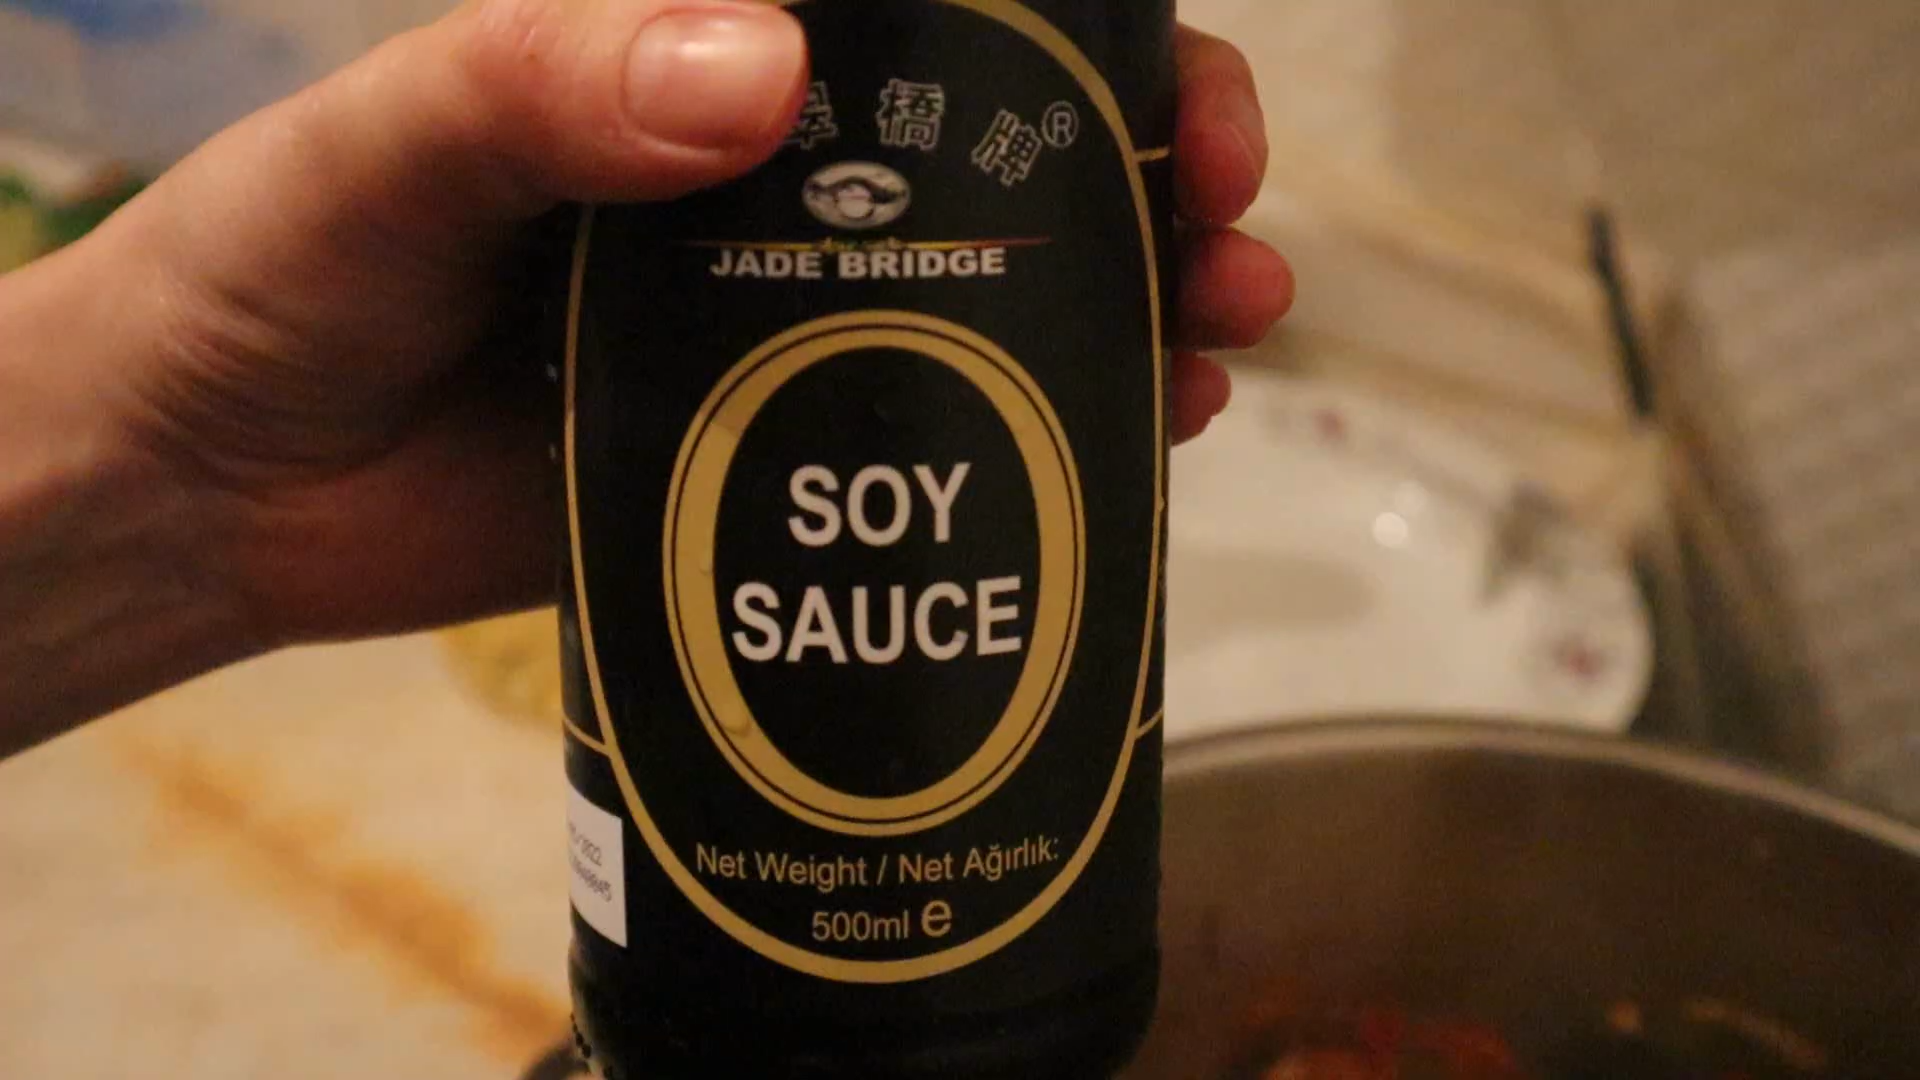 橋牌®
JADE BRIDGE
SOY
SAUCE
Net Weight / Net Ağırlık:
500ml e